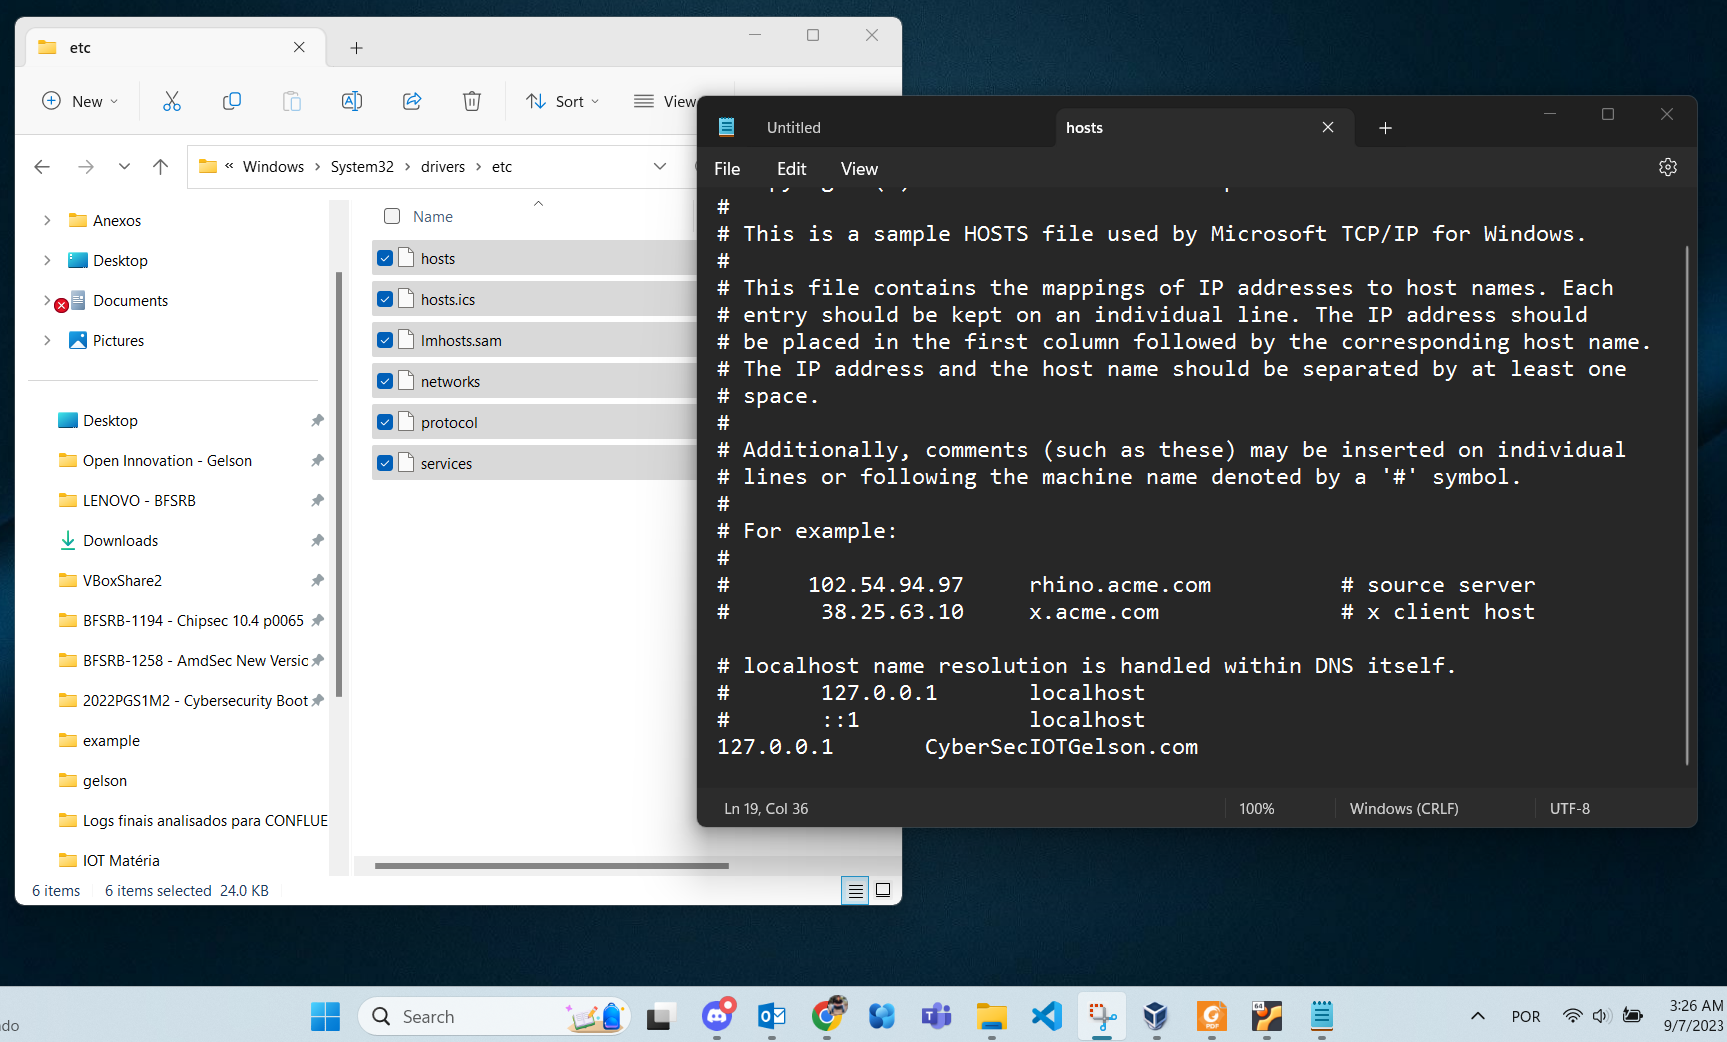 etc
New
Sort
View
« Windows > System32 > drivers > etc
Anexos
Desktop
Documents
Pictures
Desktop
Open Innovation - Gelson
LENOVO - BFSRB
Downloads
VBoxShare2
BFSRB-1194 - Chipsec 10.4 p0065
BFSRB-1258 - AmdSec New Versic
2022PGS1M2 - Cybersecurity Boot
example
gelson
Logs finais analisados para CONFLUE
IOT Matéria
Name
hosts
hosts.ics
lmhosts.sam
networks
protocol
services
6 items
6 items selected 24.0 KB
Untitled
hosts
File
Edit
View
#
# This is a sample HOSTS file used by Microsoft TCP/IP for Windows.
#
# This file contains the mappings of IP addresses to host names. Each
# entry should be kept on an individual line. The IP address should
# be placed in the first column followed by the corresponding host name.
# The IP address and the host name should be separated by at least one
# space.
#
# Additionally, comments (such as these) may be inserted on individual
# lines or following the machine name denoted by a '#' symbol.
#
# For example:
#
# 102.54.94.97 rhino.acme.com # source server
# 38.25.63.10 x.acme.com # x client host
# localhost name resolution is handled within DNS itself.
# 127.0.0.1 localhost
# ::1 localhost
127.0.0.1 CyberSecIOTGelson.com
Ln 19, Col 36
100%
Windows (CRLF)
UTF-8
do
Search
POR
3:26 AM
9/7/2023